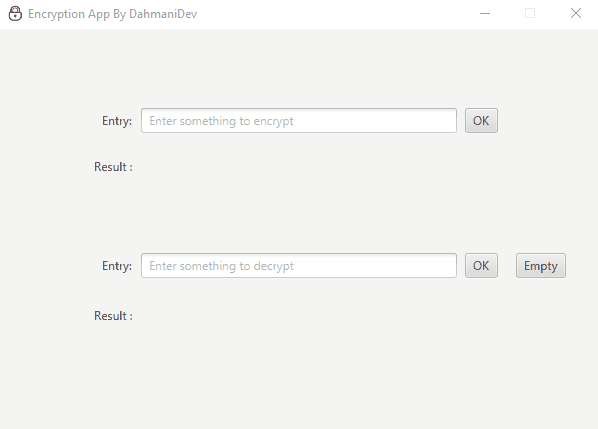 Encryption App By DahmaniDev
Entry: Enter something to encrypt OK
Result :
Entry: Enter something to decrypt OK Empty
Result :